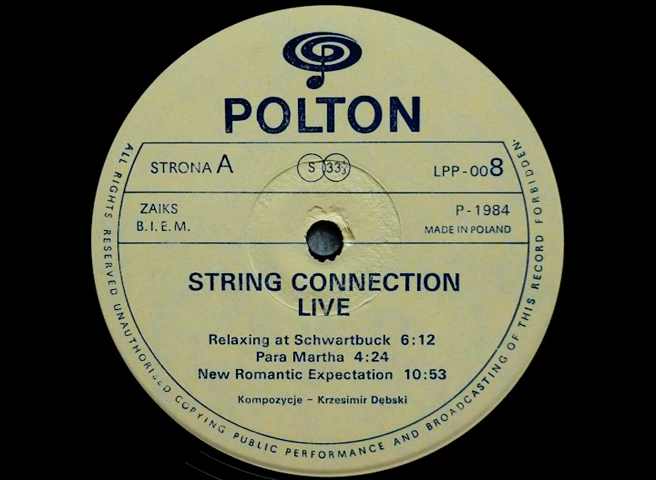 POLTON
STRONA A
S 33⅓
LPP-008
ZAIKS
B.I.E.M.
P-1984
MADE IN POLAND
STRING CONNECTION
LIVE
Relaxing at Schwartbuck 6:12
Para Martha 4:24
New Romantic Expectation 10:53
Kompozycje – Krzesimir Dębski
ALL RIGHTS RESERVED UNAUTHORISED COPYING PUBLIC PERFORMANCE AND BROADCASTING OF THIS RECORD FORBIDDEN.